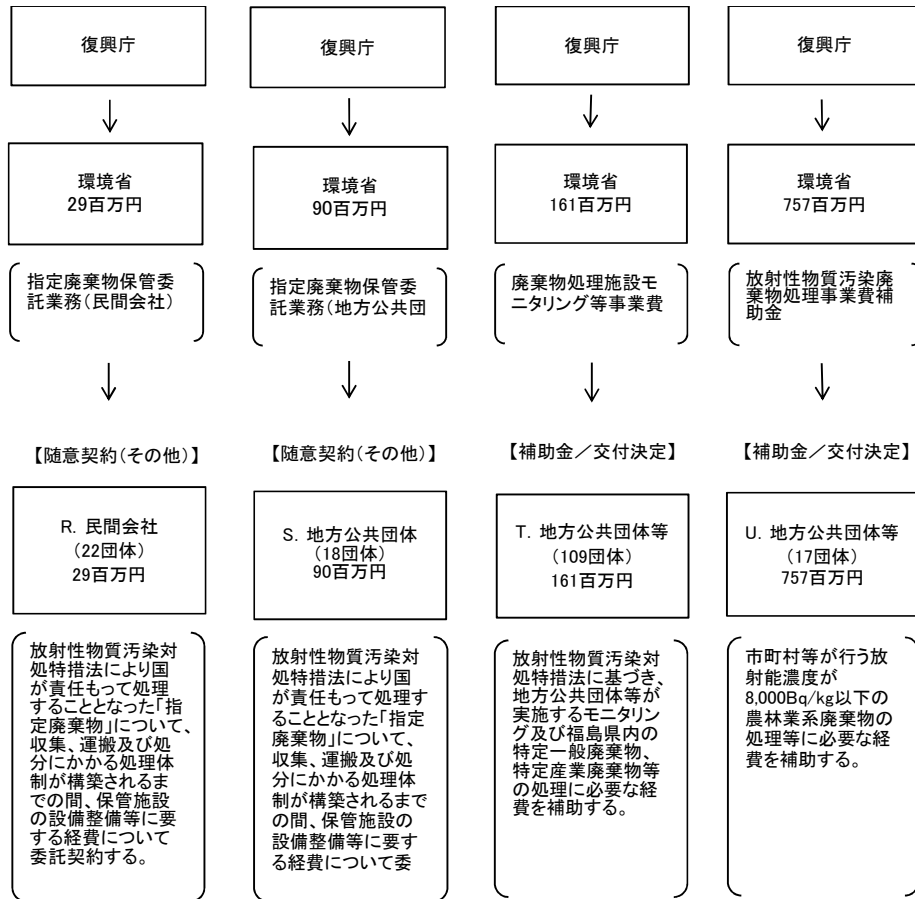 復興庁
環境省
29百万円
指定廃棄物保管委
託業務(民間会社)
【随意契約(その他)】
R. 民間会社
(22団体)
29百万円
放射性物質汚染対
処特措法により国
が責任もって処理
することとなった「指
定廃棄物」について、
収集、運搬及び処
分にかかる処理体
制が構築されるま
での間、保管施設
の設備整備等に要
する経費について
委託契約する。
復興庁
環境省
90百万円
指定廃棄物保管委
託業務(地方公共団
【随意契約(その他)】
S. 地方公共団体
(18団体)
90百万円
放射性物質汚染対
処特措法により国
が責任もって処理す
ることとなった「指定
廃棄物」について、
収集、運搬及び処
分にかかる処理体
制が構築されるまで
の間、保管施設の
設備整備等に要す
る経費について委
復興庁
環境省
161百万円
廃棄物処理施設モ
ニタリング等事業費
【補助金/交付決定】
T. 地方公共団体等
(109団体)
161百万円
放射性物質汚染対
処特措法に基づき、
地方公共団体等が
実施するモニタリン
グ及び福島県内の
特定一般廃棄物、
特定産業廃棄物等
の処理に必要な経
費を補助する。
復興庁
環境省
757百万円
放射性物質汚染廃
棄物処理事業費補
助金
【補助金/交付決定】
U. 地方公共団体等
(17団体)
757百万円
市町村等が行う放
射能濃度が
8,000Bq/kg以下の
農林業系廃棄物の
処理等に必要な経
費を補助する。